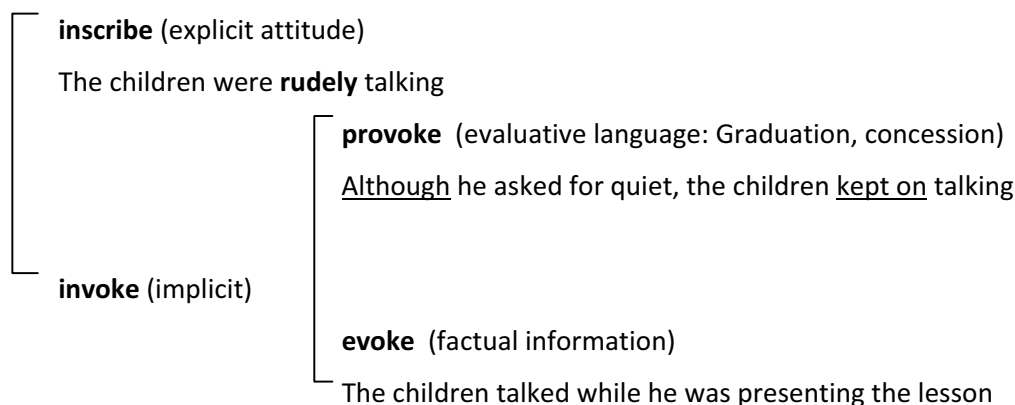 inscribe (explicit attitude)
The children were rudely talking
provoke (evaluative language: Graduation, concession)
Although he asked for quiet, the children kept on talking
invoke (implicit)
evoke (factual information)
The children talked while he was presenting the lesson